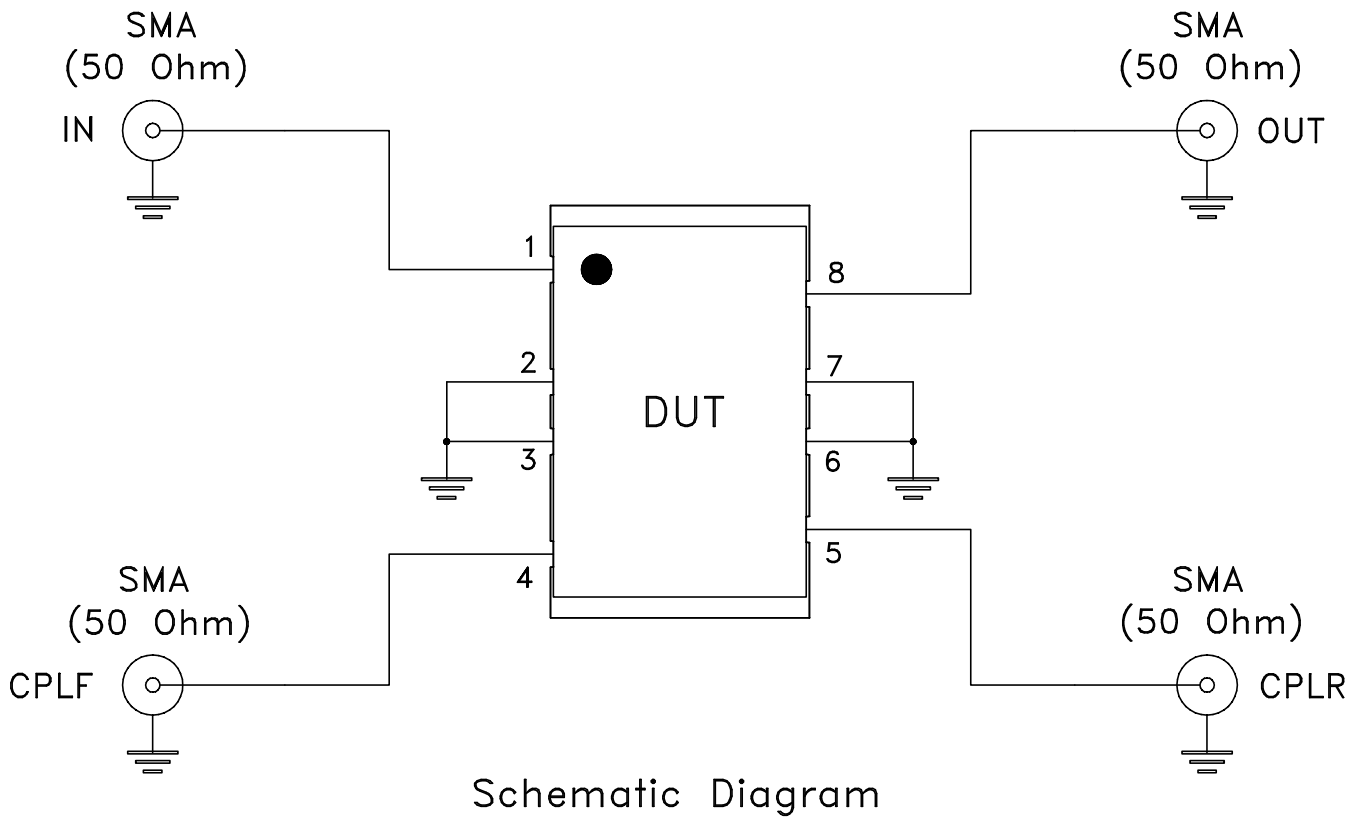 SMA
(50 Ohm)
IN
SMA
(50 Ohm)
OUT
1
8
2
7
DUT
3
6
4
5
SMA
(50 Ohm)
CPLF
SMA
(50 Ohm)
CPLR
Schematic Diagram